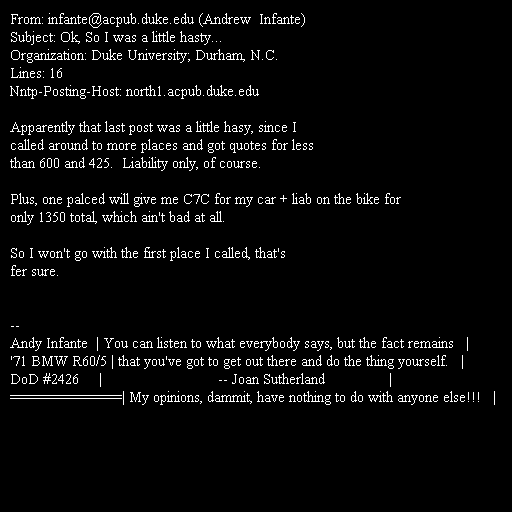 From: infante@acpub.duke.edu (Andrew  Infante)
Subject: Ok, So I was a little hasty...
Organization: Duke University; Durham, N.C.
Lines: 16
Nntp-Posting-Host: north1.acpub.duke.edu

Apparently that last post was a little hasy, since I
called around to more places and got quotes for less
than 600 and 425.  Liability only, of course.

Plus, one palced will give me C7C for my car + liab on the bike for
only 1350 total, which ain't bad at all.

So I won't go with the first place I called, that's
fer sure.

--
Andy Infante  | You can listen to what everybody says, but the fact remains   |
'71 BMW R60/5 | that you've got to get out there and do the thing yourself.   |
DoD #2426     |                               -- Joan Sutherland                 |
==============| My opinions, dammit, have nothing to do with anyone else!!!   |